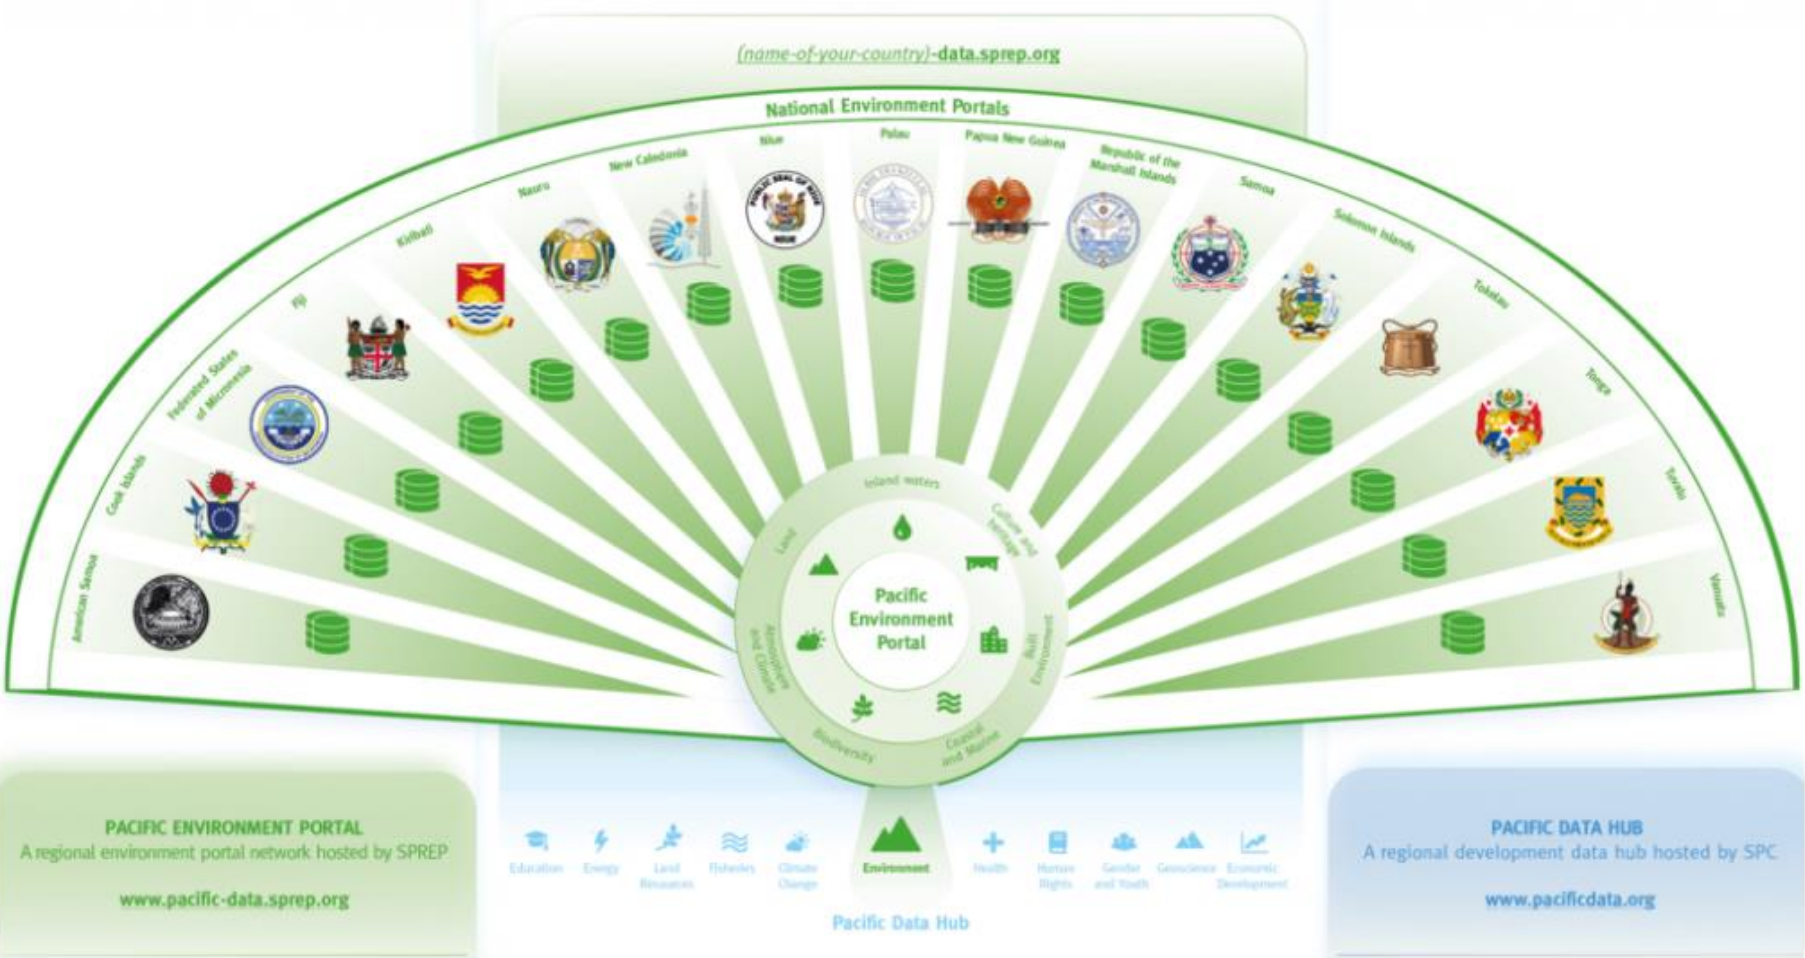 (name-of-your-country)-data.sprep.org
National Environment Portals
American Samoa
Cook Islands
Federated States
of Micronesia
Fiji
Kiribati
Nauru
New Caledonia
Niue
Palau
Papua New Guinea
Republic of the
Marshall Islands
Samoa
Solomon Islands
Tokelau
Tonga
Tuvalu
Vanuatu
PUBLIC SEAL OF NIUE
NIUE
Inland waters
Culture and
heritage
Built
Environment
Coastal
and Marine
Biodiversity
Atmosphere
and Climate
Land
Pacific
Environment
Portal
PACIFIC ENVIRONMENT PORTAL
A regional environment portal network hosted by SPREP
www.pacific-data.sprep.org
Education
Energy
Land
Resources
Fisheries
Climate
Change
Environment
Health
Human
Rights
Gender
and Youth
Geoscience
Economic
Development
Pacific Data Hub
PACIFIC DATA HUB
A regional development data hub hosted by SPC
www.pacificdata.org